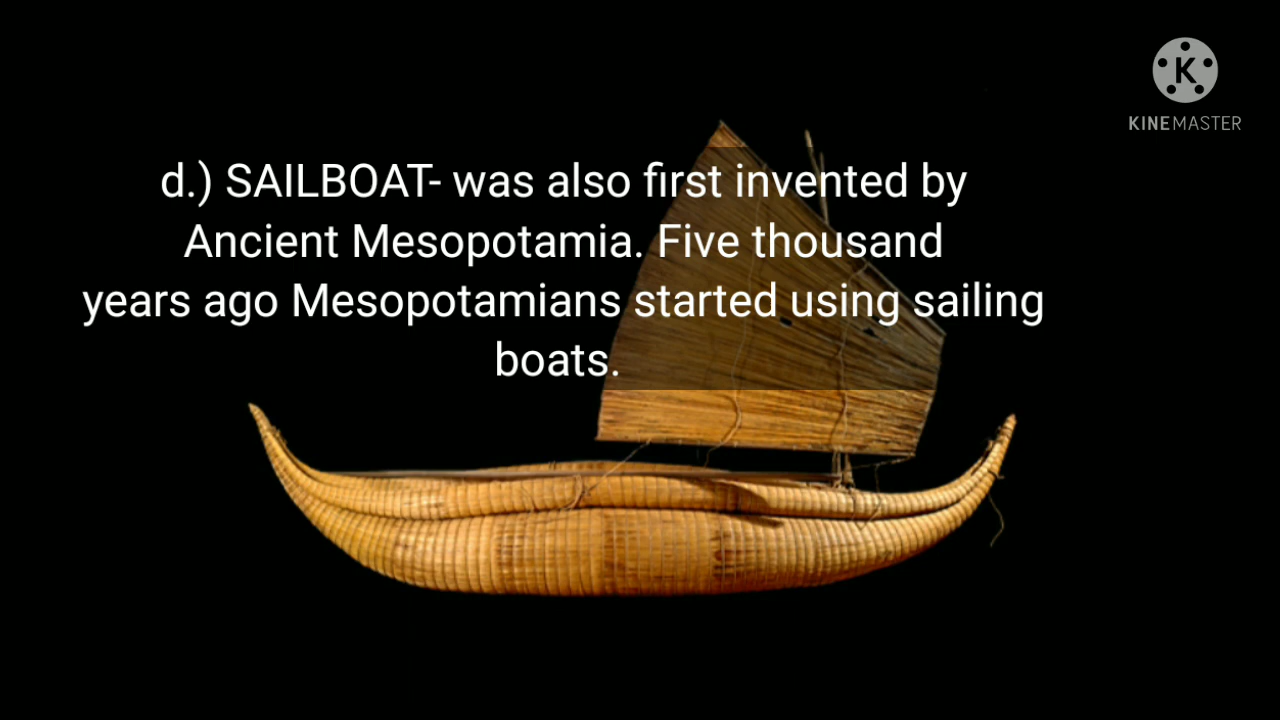 KINEMASTER
d.) SAILBOAT- was also first invented by
Ancient Mesopotamia. Five thousand
years ago Mesopotamians started using sailing
boats.